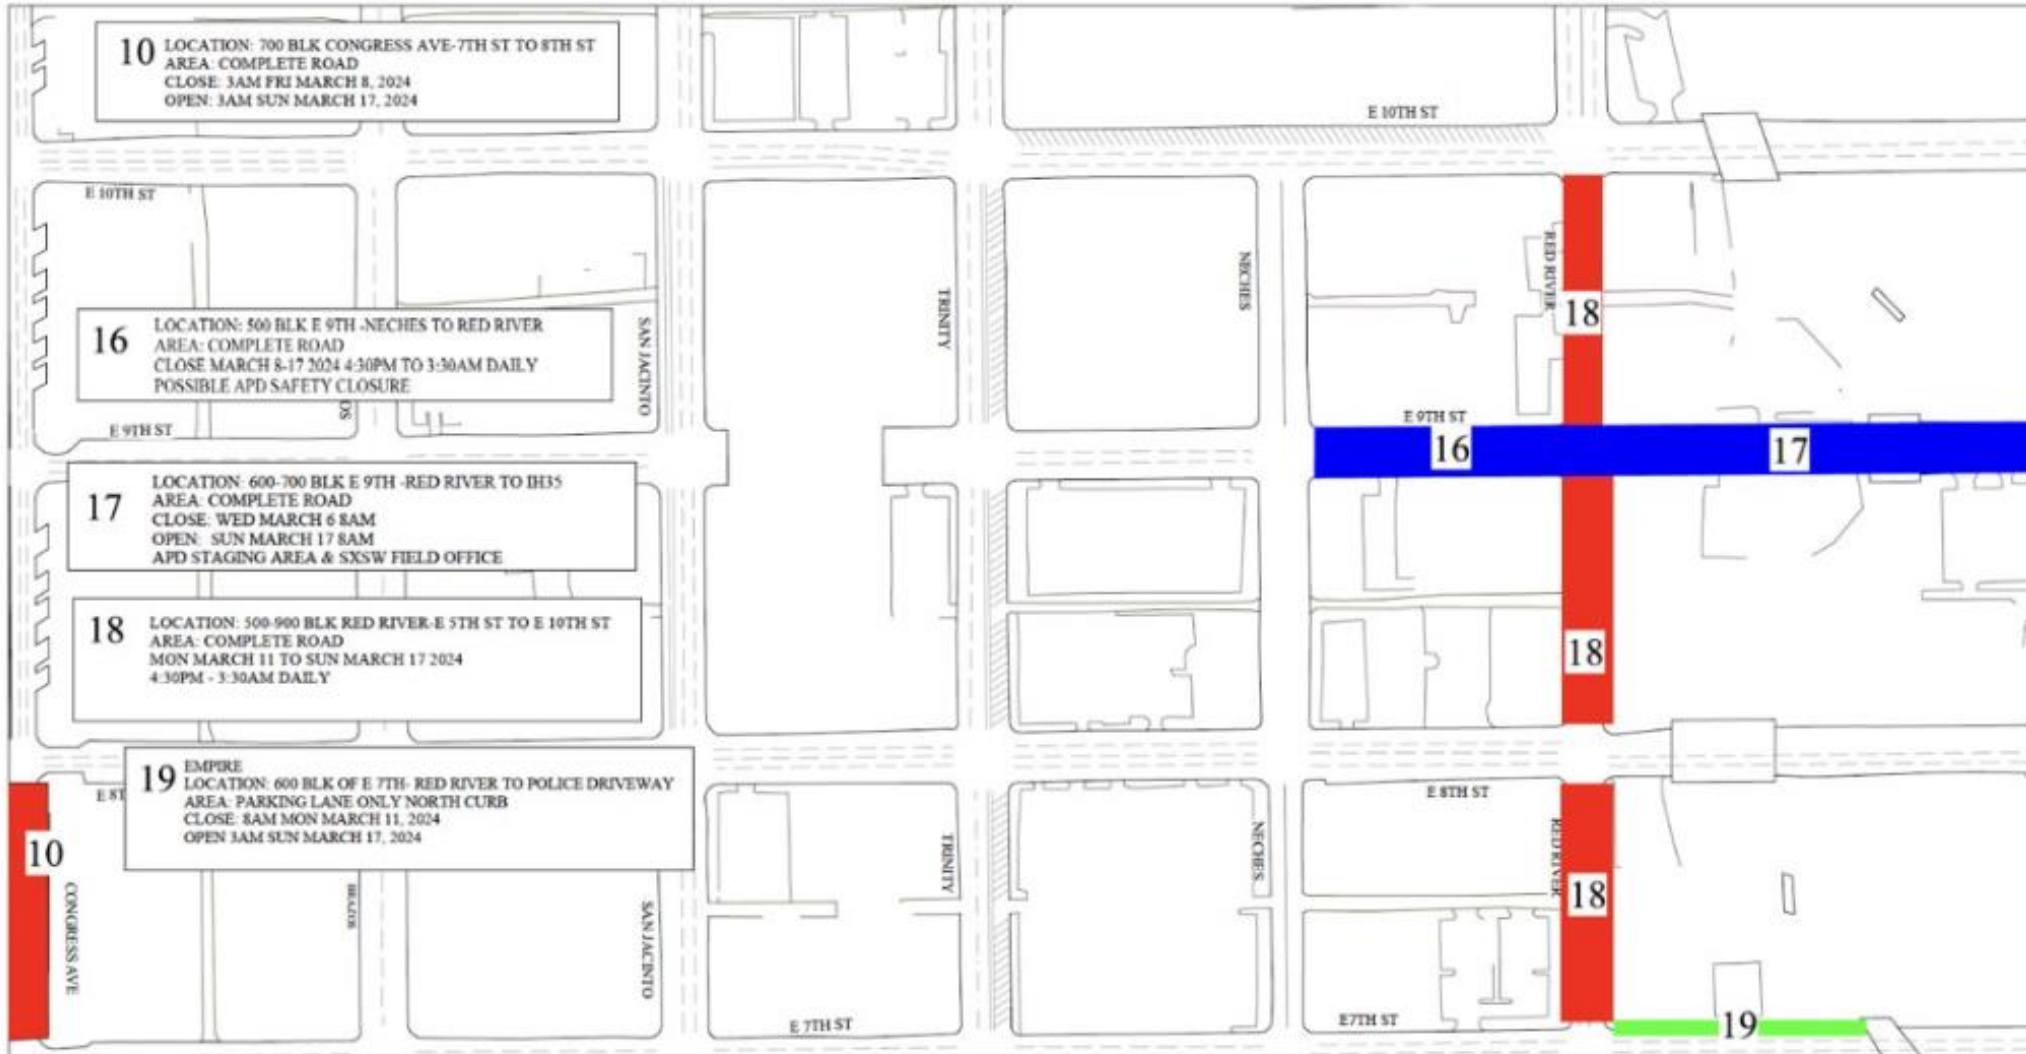 10
LOCATION: 700 BLK CONGRESS AVE-7TH ST TO 8TH ST
AREA: COMPLETE ROAD
CLOSE: 3AM FRI MARCH 8, 2024
OPEN: 3AM SUN MARCH 17, 2024
E 10TH ST
E 10TH ST
16
LOCATION: 500 BLK E 9TH -NECHES TO RED RIVER
AREA: COMPLETE ROAD
CLOSE MARCH 8-17 2024 4:30PM TO 3:30AM DAILY
POSSIBLE APD SAFETY CLOSURE
OS
SAN JACINTO
TRINITY
NECHES
RED RIVER
18
E 9TH ST
E 9TH ST
16
17
17
LOCATION: 600-700 BLK E 9TH -RED RIVER TO IH35
AREA: COMPLETE ROAD
CLOSE: WED MARCH 6 8AM
OPEN: SUN MARCH 17 8AM
APD STAGING AREA & SXSW FIELD OFFICE
18
LOCATION: 500-900 BLK RED RIVER-E 5TH ST TO E 10TH ST
AREA: COMPLETE ROAD
MON MARCH 11 TO SUN MARCH 17 2024
4:30PM - 3:30AM DAILY
18
19
EMPIRE
LOCATION: 600 BLK OF E 7TH- RED RIVER TO POLICE DRIVEWAY
AREA: PARKING LANE ONLY NORTH CURB
CLOSE: 8AM MON MARCH 11, 2024
OPEN 3AM SUN MARCH 17, 2024
E 8T
E 8TH ST
10
CONGRESS AVE
BRAZOS
SAN JACINTO
TRINITY
NECHES
RED RIVER
18
E 7TH ST
E7TH ST
19